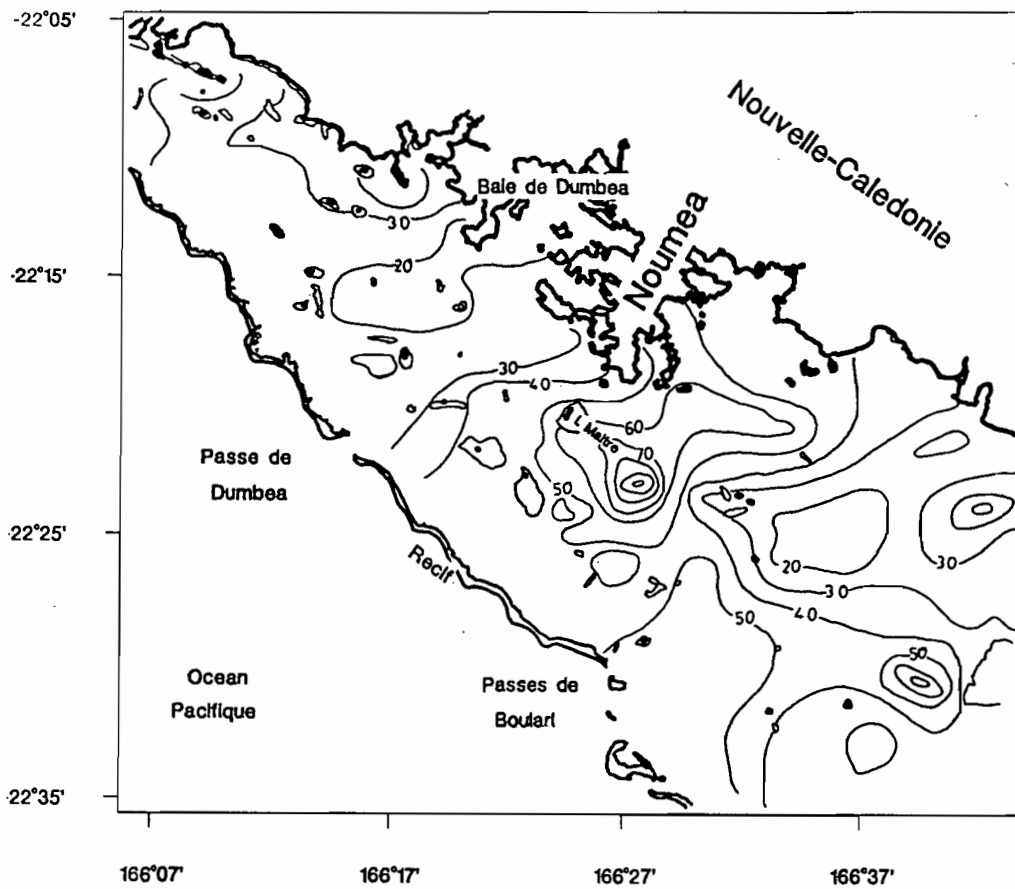 -22°05'
Nouvelle-Caledonie
Baie de Dumbea
Noumea
30
-22°15'
20
30
40
I. Maitre
60
70
Passe de
Dumbea
50
-22°25'
Recif
20
30
30
40
50
50
Ocean
Pacifique
Passes de
Boulari
-22°35'
166°07'
166°17'
166°27'
166°37'